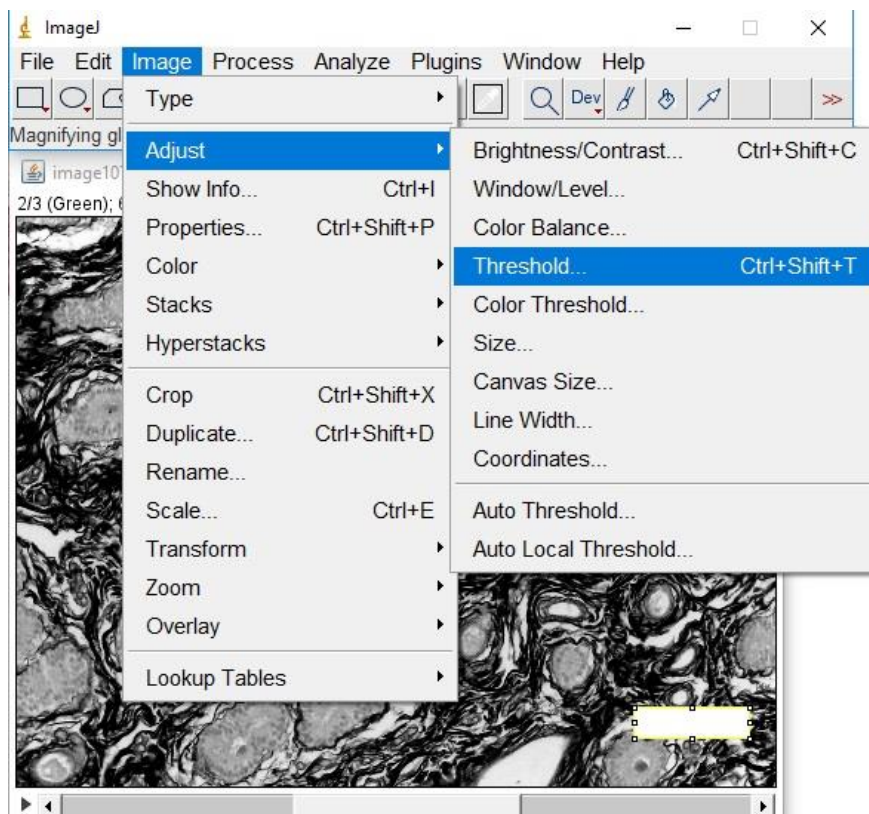 ImageJ
File Edit Image Process Analyze Plugins Window Help
Dev >>
Magnifying gl
image10
2/3 (Green);
Type
Adjust
Show Info... Ctrl+I
Properties... Ctrl+Shift+P
Color
Stacks
Hyperstacks
Crop Ctrl+Shift+X
Duplicate... Ctrl+Shift+D
Rename...
Scale... Ctrl+E
Transform
Zoom
Overlay
Lookup Tables
Brightness/Contrast... Ctrl+Shift+C
Window/Level...
Color Balance...
Threshold... Ctrl+Shift+T
Color Threshold...
Size...
Canvas Size...
Line Width...
Coordinates...
Auto Threshold...
Auto Local Threshold...